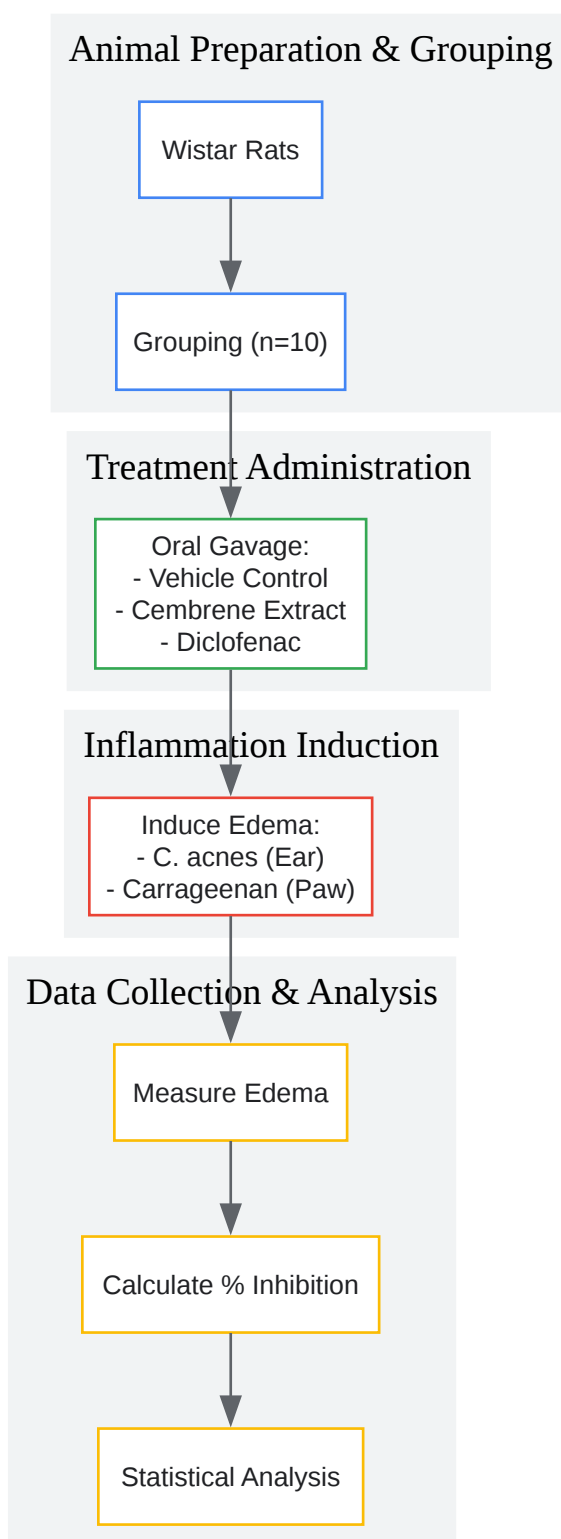 Animal Preparation & Grouping
Wistar Rats
Grouping (n=10)
Treatment Administration
Oral Gavage:
- Vehicle Control
- Cembrene Extract
- Diclofenac
Inflammation Induction
Induce Edema:
- C. acnes (Ear)
- Carrageenan (Paw)
Data Collection & Analysis
Measure Edema
Calculate % Inhibition
Statistical Analysis